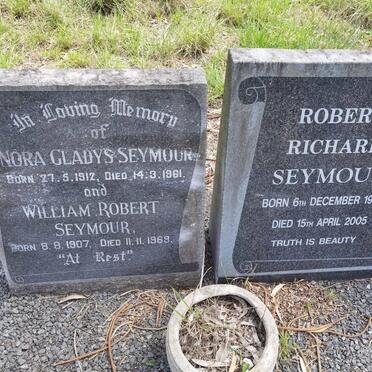 In Loving Memory
of
NORA GLADYS SEYMOUR
BORN 27.5.1912, DIED 14.3.1961.
and
WILLIAM ROBERT
SEYMOUR,
BORN 9.9.1907, DIED 11.11.1969.
"At Rest"
ROBER
RICHAR
SEYMOU
BORN 6TH DECEMBER 19
DIED 15TH APRIL 2005
TRUTH IS BEAUTY